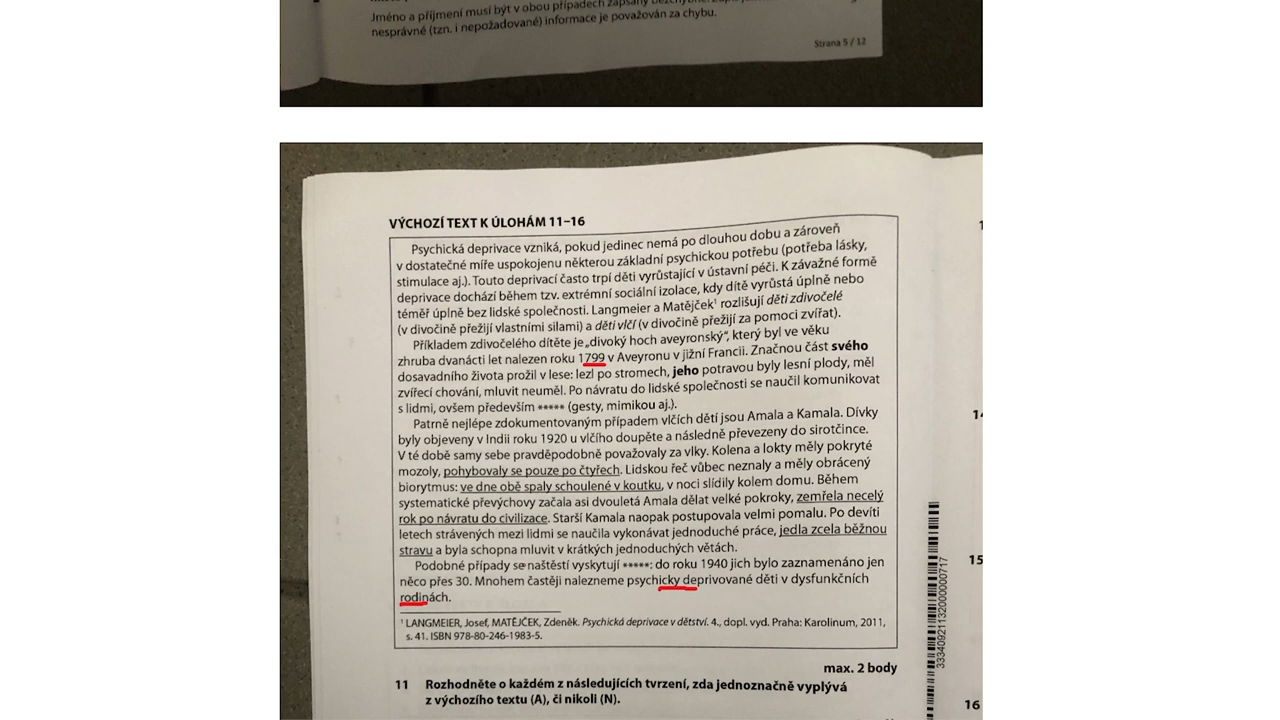 Jméno a příjmení musí být v obou případech zapsány bezchybně.
nesprávné (tzn. i nepožadované) informace je považován za chybu.
Strana 5 / 12
VÝCHOZÍ TEXT K ÚLOHÁM 11–16
Psychická deprivace vzniká, pokud jedinec nemá po dlouhou dobu a zároveň
v dostatečné míře uspokojenu některou základní psychickou potřebu (potřeba lásky,
stimulace aj.). Touto deprivací často trpí děti vyrůstající v ústavní péči. K závažné formě
deprivace dochází během tzv. extrémní sociální izolace, kdy dítě vyrůstá úplně nebo
téměř úplně bez lidské společnosti. Langmeier a Matějček¹ rozlišují děti zdivočelé
(v divočině přežijí vlastními silami) a děti vlčí (v divočině přežijí za pomoci zvířat).
Příkladem zdivočelého dítěte je „divoký hoch aveyronský“, který byl ve věku
zhruba dvanácti let nalezen roku 1799 v Aveyronu v jižní Francii. Značnou část svého
dosavadního života prožil v lese: lezl po stromech, jeho potravou byly lesní plody, měl
zvířecí chování, mluvit neuměl. Po návratu do lidské společnosti se naučil komunikovat
s lidmi, ovšem především ***** (gesty, mimikou aj.).
Patrně nejlépe zdokumentovaným případem vlčích dětí jsou Amala a Kamala. Dívky
byly objeveny v Indii roku 1920 u vlčího doupěte a následně převezeny do sirotčince.
V té době samy sebe pravděpodobně považovaly za vlky. Kolena a lokty měly pokryté
mozoly, pohybovaly se pouze po čtyřech. Lidskou řeč vůbec neznaly a měly obrácený
biorytmus: ve dne obě spaly schoulené v koutku, v noci slídily kolem domu. Během
systematické převýchovy začala asi dvouletá Amala dělat velké pokroky, zemřela necelý
rok po návratu do civilizace. Starší Kamala naopak postupovala velmi pomalu. Po devíti
letech strávených mezi lidmi se naučila vykonávat jednoduché práce, jedla zcela běžnou
stravu a byla schopna mluvit v krátkých jednoduchých větách.
Podobné případy se naštěstí vyskytují *****: do roku 1940 jich bylo zaznamenáno jen
něco přes 30. Mnohem častěji nalezneme psychicky deprivované děti v dysfunkčních
rodinách.
¹ LANGMEIER, Josef, MATĚJČEK, Zdeněk. Psychická deprivace v dětství. 4., dopl. vyd. Praha: Karolinum, 2011,
s. 41. ISBN 978-80-246-1983-5.
max. 2 body
11 Rozhodněte o každém z následujících tvrzení, zda jednoznačně vyplývá
z výchozího textu (A), či nikoli (N).
1
14
15
16
3334092113200000717